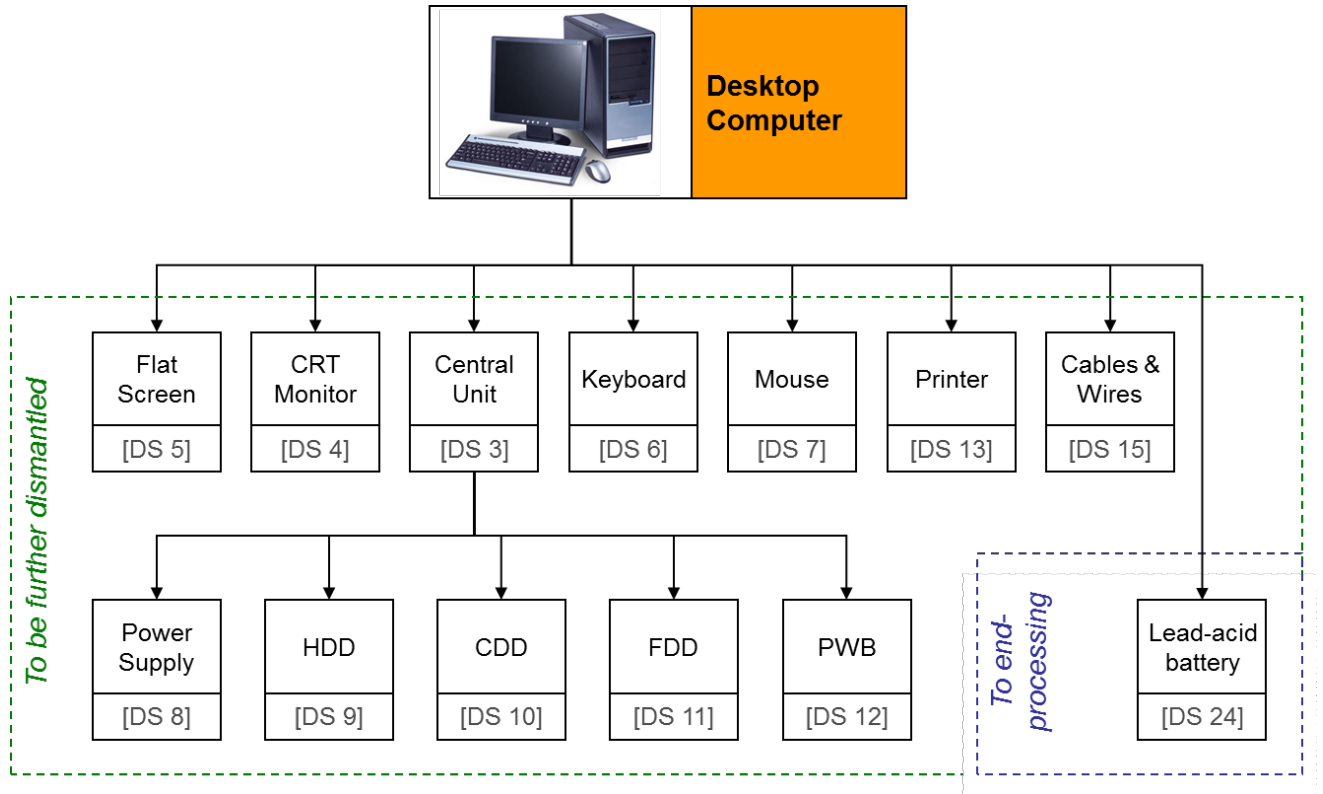 Desktop
Computer
Flat
Screen
[DS 5]
CRT
Monitor
[DS 4]
Central
Unit
[DS 3]
Keyboard
[DS 6]
Mouse
[DS 7]
Printer
[DS 13]
Cables &
Wires
[DS 15]
To be further dismantled
Power
Supply
[DS 8]
HDD
[DS 9]
CDD
[DS 10]
FDD
[DS 11]
PWB
[DS 12]
To end-
processing
Lead-acid
battery
[DS 24]